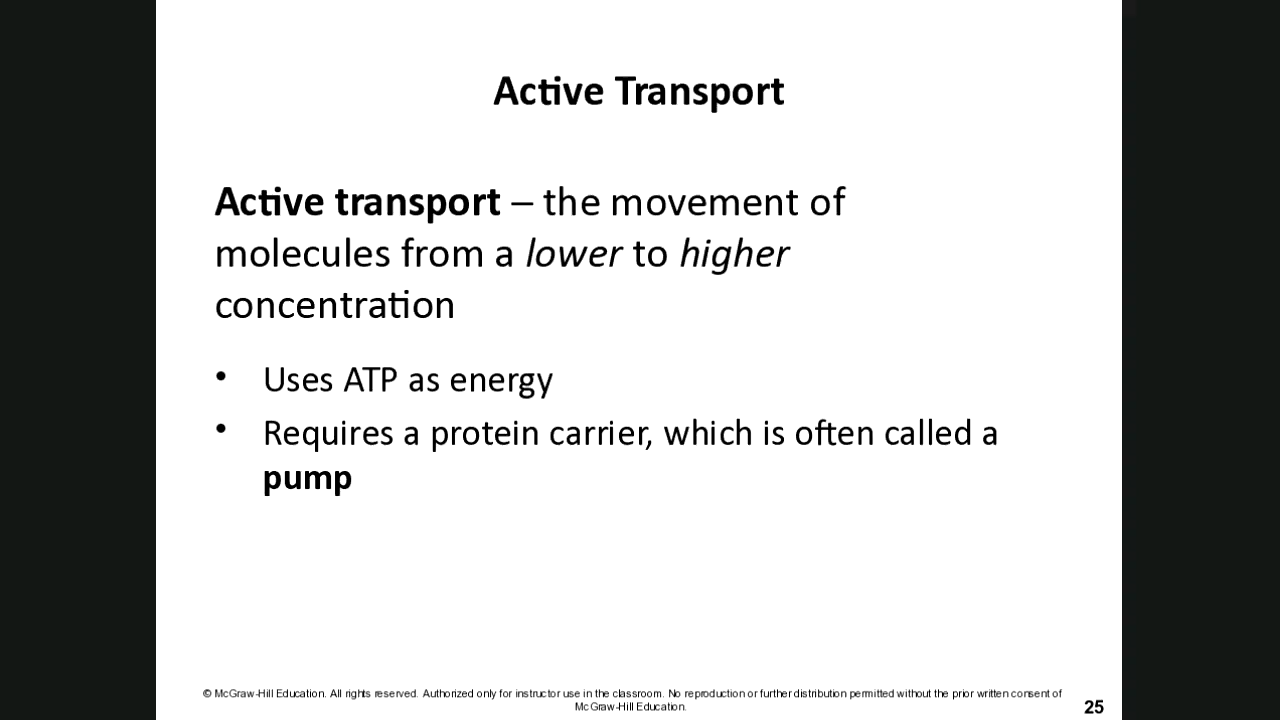 Active Transport
Active transport – the movement of
molecules from a lower to higher
concentration
• Uses ATP as energy
• Requires a protein carrier, which is often called a
pump
© McGraw-Hill Education. All rights reserved. Authorized only for instructor use in the classroom. No reproduction or further distribution permitted without the prior written consent of
McGraw-Hill Education.
25